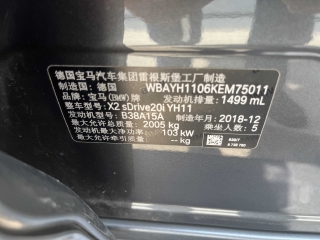 德国宝马汽车集团雷根斯堡工厂制造
制造国：德国 WBAYH1106KEM75011
品牌：宝马(BMW)牌 发动机排量：1499 mL
整车型号：X2 sDrive20i YH11
发动机型号：B38A15A
最大允许总质量：2005 kg 制造年月：2018-12
发动机最大净功率：103 kW 乘坐人数：5
最大允许牵引质量：-- kg